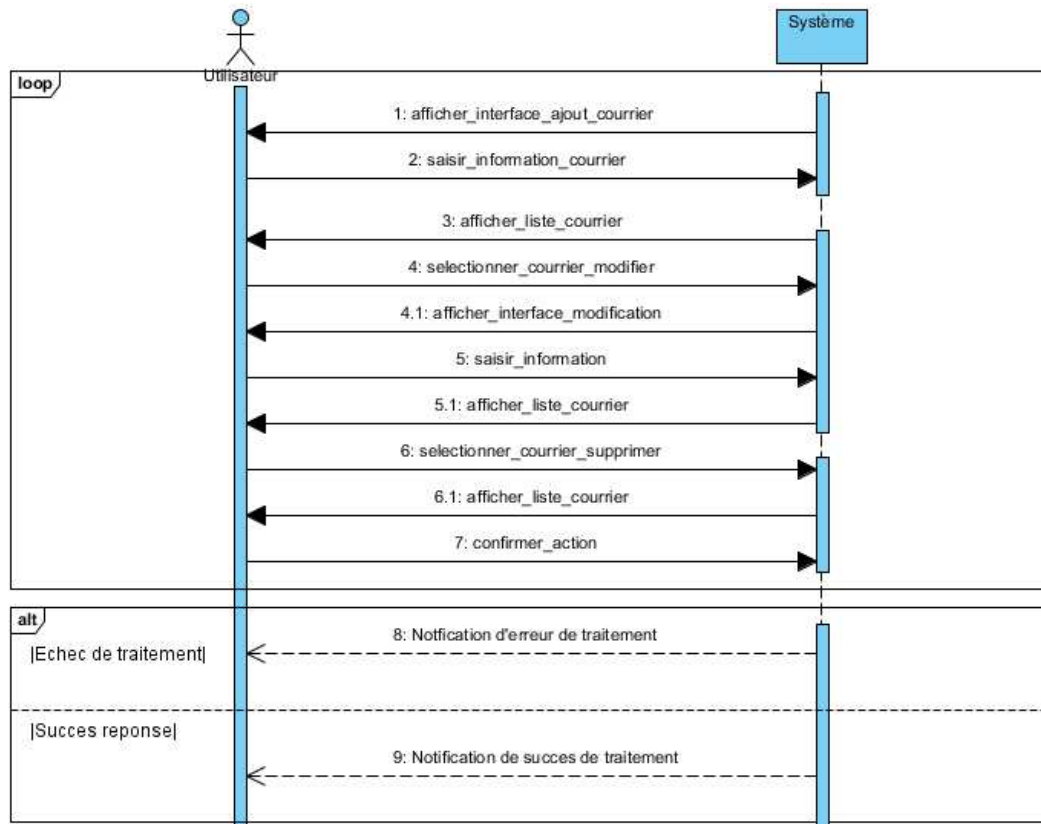 Système
Utilisateur
loop
1: afficher_interface_ajout_courrier
2: saisir_information_courrier
3: afficher_liste_courrier
4: selectionner_courrier_modifier
4.1: afficher_interface_modification
5: saisir_information
5.1: afficher_liste_courrier
6: selectionner_courrier_supprimer
6.1: afficher_liste_courrier
7: confirmer_action
alt
8: Notfication d'erreur de traitement
|Echec de traitement|
|Succes reponse|
9: Notification de succes de traitement